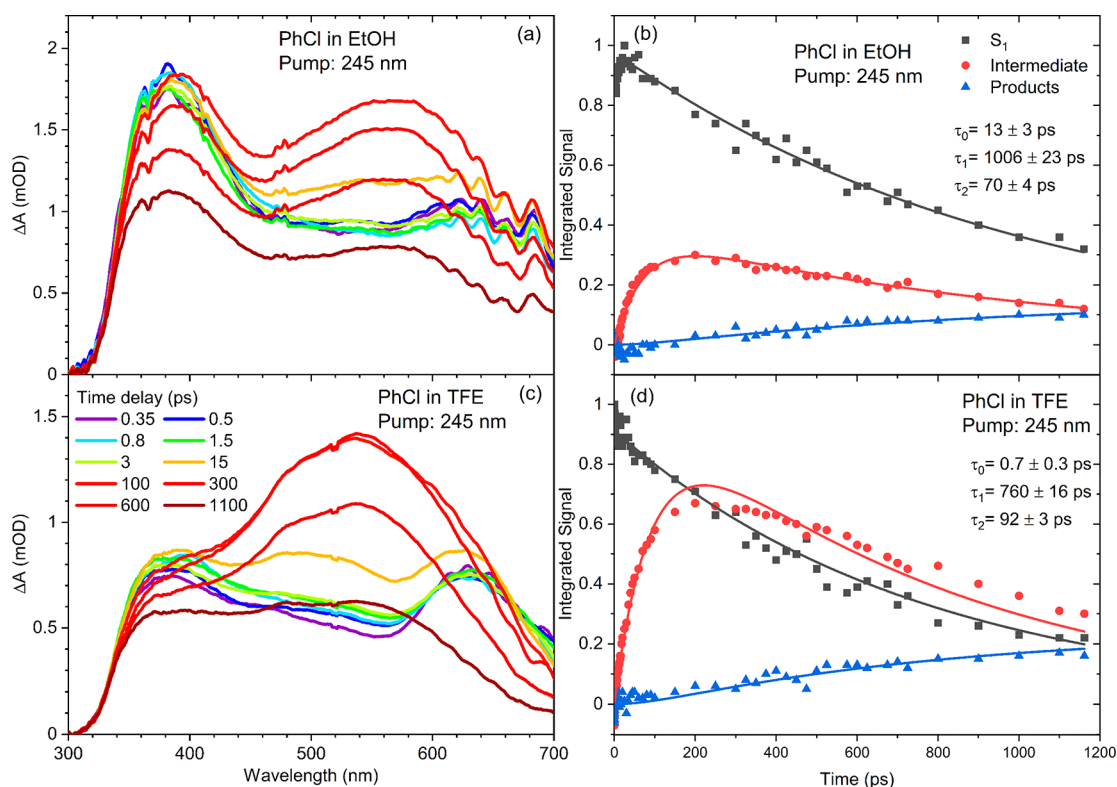 PhCl in EtOH
Pump: 245 nm
(a)
2
1.5
1
0.5
0
ΔA (mOD)
(b)
PhCl in EtOH
Pump: 245 nm
S1
Intermediate
Products
τ0= 13 ± 3 ps
τ1= 1006 ± 23 ps
τ2= 70 ± 4 ps
1
0.8
0.6
0.4
0.2
0
Integrated Signal
PhCl in TFE
(c)
Pump: 245 nm
Time delay (ps)
0.35 0.5
0.8 1.5
3 15
100 300
600 1100
1.5
1
0.5
0
ΔA (mOD)
300 400 500 600 700
Wavelength (nm)
(d)
PhCl in TFE
Pump: 245 nm
τ0= 0.7 ± 0.3 ps
τ1= 760 ± 16 ps
τ2= 92 ± 3 ps
1
0.8
0.6
0.4
0.2
0
Integrated Signal
0 200 400 600 800 1000 1200
Time (ps)